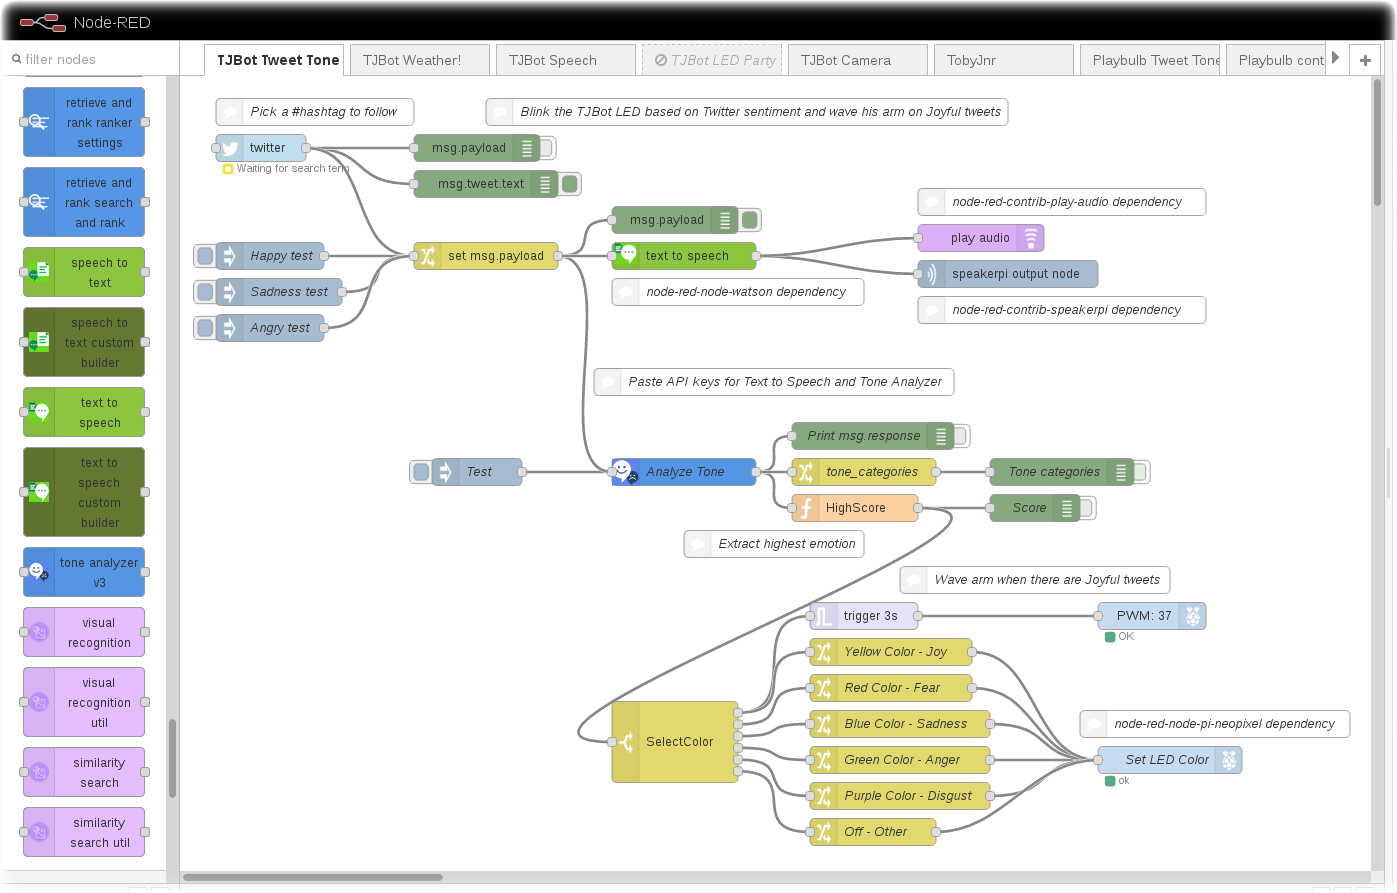 Node-RED
filter nodes
TJBot Tweet Tone
TJBot Weather!
TJBot Speech
TJBot LED Party
TJBot Camera
TobyJnr
Playbulb Tweet Tone
Playbulb cont
retrieve and
rank ranker
settings
retrieve and
rank search
and rank
speech to
text
speech to
text custom
builder
text to
speech
text to
speech
custom
builder
tone analyzer
v3
visual
recognition
visual
recognition
util
similarity
search
similarity
search util
Pick a #hashtag to follow
Blink the TJBot LED based on Twitter sentiment and wave his arm on Joyful tweets
twitter
Waiting for search term
msg.payload
msg.tweet.text
msg.payload
node-red-contrib-play-audio dependency
play audio
Happy test
set msg.payload
text to speech
speakerpi output node
Sadness test
node-red-node-watson dependency
node-red-contrib-speakerpi dependency
Angry test
Paste API keys for Text to Speech and Tone Analyzer
Print msg.response
Test
Analyze Tone
tone_categories
Tone categories
HighScore
Score
Extract highest emotion
Wave arm when there are Joyful tweets
trigger 3s
PWM: 37
OK
Yellow Color - Joy
Red Color - Fear
Blue Color - Sadness
node-red-node-pi-neopixel dependency
SelectColor
Green Color - Anger
Set LED Color
ok
Purple Color - Disgust
Off - Other